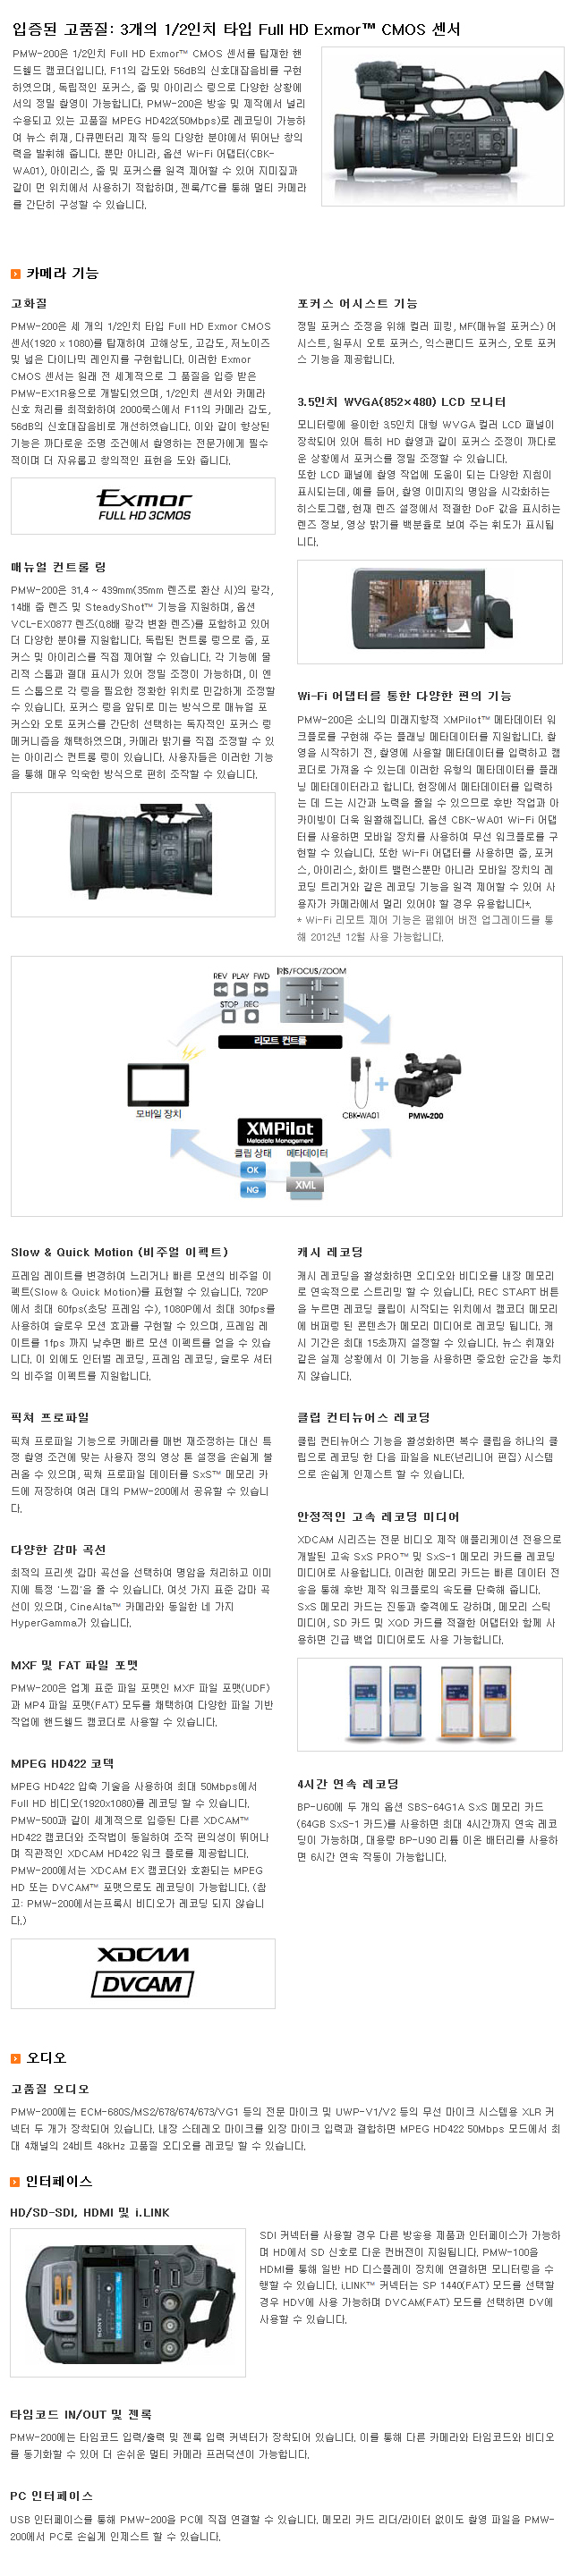 입증된 고품질: 3개의 1/2인치 타입 Full HD Exmor™ CMOS 센서
PMW-200은 1/2인치 Full HD Exmor™ CMOS 센서를 탑재한 핸
드헬드 캠코더입니다. F11의 감도와 56dB의 신호대잡음비를 구현
하였으며, 독립적인 포커스, 줌 및 아이리스 링으로 다양한 상황에
서의 정밀 촬영이 가능합니다. PMW-200은 방송 및 제작에서 널리
수용되고 있는 고품질 MPEG HD422(50Mbps)로 레코딩이 가능하
여 뉴스 취재, 다큐멘터리 제작 등의 다양한 분야에서 뛰어난 창의
력을 발휘해 줍니다. 뿐만 아니라, 옵션 Wi-Fi 어댑터(CBK-
WA01), 아이리스, 줌 및 포커스를 원격 제어할 수 있어 지미집과
같이 먼 위치에서 사용하기 적합하며, 젠록/TC를 통해 멀티 카메라
를 간단히 구성할 수 있습니다.
카메라 기능
고화질
PMW-200은 세 개의 1/2인치 타입 Full HD Exmor CMOS
센서(1920 x 1080)를 탑재하여 고해상도, 고감도, 저노이즈
및 넓은 다이나믹 레인지를 구현합니다. 이러한 Exmor
CMOS 센서는 원래 전 세계적으로 그 품질을 입증 받은
PMW-EX1R용으로 개발되었으며, 1/2인치 센서와 카메라
신호 처리를 최적화하여 2000룩스에서 F11의 카메라 감도,
56dB의 신호대잡음비로 개선하였습니다. 이와 같이 향상된
기능은 까다로운 조명 조건에서 촬영하는 전문가에게 필수
적이며 더 자유롭고 창의적인 표현을 도와 줍니다.
Exmor
FULL HD 3CMOS
매뉴얼 컨트롤 링
PMW-200은 31.4 ~ 439mm(35mm 렌즈로 환산 시)의 광각,
14배 줌 렌즈 및 SteadyShot™ 기능을 지원하며, 옵션
VCL-EX0877 렌즈(0.8배 광각 변환 렌즈)를 포함하고 있어
더 다양한 분야를 지원합니다. 독립된 컨트롤 링으로 줌, 포
커스 및 아이리스를 직접 제어할 수 있습니다. 각 기능에 물
리적 스톱과 절대 표시가 있어 정밀 조정이 가능하며, 이 엔
드 스톱으로 각 링을 필요한 정확한 위치로 민감하게 조정할
수 있습니다. 포커스 링을 앞뒤로 미는 방식으로 매뉴얼 포
커스와 오토 포커스를 간단히 선택하는 독자적인 포커스 링
메커니즘을 채택하였으며, 카메라 밝기를 직접 조정할 수 있
는 아이리스 컨트롤 링이 있습니다. 사용자들은 이러한 기능
을 통해 매우 익숙한 방식으로 편히 조작할 수 있습니다.
포커스 어시스트 기능
정밀 포커스 조정을 위해 컬러 피킹, MF(매뉴얼 포커스) 어
시스트, 원푸시 오토 포커스, 익스팬디드 포커스, 오토 포커
스 기능을 제공합니다.
3.5인치 WVGA(852×480) LCD 모니터
모니터링에 용이한 3.5인치 대형 WVGA 컬러 LCD 패널이
장착되어 있어 특히 HD 촬영과 같이 포커스 조정이 까다로
운 상황에서 포커스를 정밀 조정할 수 있습니다.
또한 LCD 패널에 촬영 작업에 도움이 되는 다양한 지침이
표시되는데, 예를 들어, 촬영 이미지의 명암을 시각화하는
히스토그램, 현재 렌즈 설정에서 적절한 DoF 값을 표시하는
렌즈 정보, 영상 밝기를 백분율로 보여 주는 휘도가 표시됩
니다.
Wi-Fi 어댑터를 통한 다양한 편의 기능
PMW-200은 소니의 미래지향적 XMPilot™ 메타데이터 워
크플로를 구현해 주는 플래닝 메타데이터를 지원합니다. 촬
영을 시작하기 전, 촬영에 사용할 메타데이터를 입력하고 캠
코더로 가져올 수 있는데 이러한 유형의 메타데이터를 플래
닝 메타데이터라고 합니다. 현장에서 메타데이터를 입력하
는 데 드는 시간과 노력을 줄일 수 있으므로 후반 작업과 아
카이빙이 더욱 원활해집니다. 옵션 CBK-WA01 Wi-Fi 어댑
터를 사용하면 모바일 장치를 사용하여 무선 워크플로를 구
현할 수 있습니다. 또한 Wi-Fi 어댑터를 사용하면 줌, 포커
스, 아이리스, 화이트 밸런스뿐만 아니라 모바일 장치의 레
코딩 트리거와 같은 레코딩 기능을 원격 제어할 수 있어 사
용자가 카메라에서 멀리 있어야 할 경우 유용합니다*.
* Wi-Fi 리모트 제어 기능은 펌웨어 버전 업그레이드를 통
해 2012년 12월 사용 가능합니다.
REV PLAY FWD IRIS/FOCUS/ZOOM
STOP REC
리모트 컨트롤
모바일 장치
CBK-WA01
PMW-200
XMPilot
Metadata Management
클립 상태 메타데이터
OK
NG
XML
Slow & Quick Motion (비주얼 이펙트)
프레임 레이트를 변경하여 느리거나 빠른 모션의 비주얼 이
펙트(Slow & Quick Motion)를 표현할 수 있습니다. 720P
에서 최대 60fps(초당 프레임 수), 1080P에서 최대 30fps를
사용하여 슬로우 모션 효과를 구현할 수 있으며, 프레임 레
이트를 1fps 까지 낮추면 빠르 모션 이펙트를 얻을 수 있습
니다. 이 외에도 인터벌 레코딩, 프레임 레코딩, 슬로우 셔터
의 비주얼 이펙트를 지원합니다.
픽쳐 프로파일
픽쳐 프로파일 기능으로 카메라를 매번 재조정하는 대신 특
정 촬영 조건에 맞는 사용자 정의 영상 톤 설정을 손쉽게 불
러올 수 있으며, 픽쳐 프로파일 데이터를 SxS™ 메모리 카
드에 저장하여 여러 대의 PMW-200에서 공유할 수 있습니
다.
다양한 감마 곡선
최적의 프리셋 감마 곡선을 선택하여 명암을 처리하고 이미
지에 특정 '느낌'을 줄 수 있습니다. 여섯 가지 표준 감마 곡
선이 있으며, CineAlta™ 카메라와 동일한 네 가지
HyperGamma가 있습니다.
MXF 및 FAT 파일 포맷
PMW-200은 업계 표준 파일 포맷인 MXF 파일 포맷(UDF)
과 MP4 파일 포맷(FAT) 모두를 채택하여 다양한 파일 기반
작업에 핸드헬드 캠코더로 사용할 수 있습니다.
MPEG HD422 코덱
MPEG HD422 압축 기술을 사용하여 최대 50Mbps에서
Full HD 비디오(1920x1080)를 레코딩 할 수 있습니다.
PMW-500과 같이 세계적으로 입증된 다른 XDCAM™
HD422 캠코더와 조작법이 동일하여 조작 편의성이 뛰어나
며 직관적인 XDCAM HD422 워크 플로를 제공합니다.
PMW-200에서는 XDCAM EX 캠코더와 호환되는 MPEG
HD 또는 DVCAM™ 포맷으로도 레코딩이 가능합니다. (참
고: PMW-200에서는프록시 비디오가 레코딩 되지 않습니
다.)
XDCAM
DVCAM
캐시 레코딩
캐시 레코딩을 활성화하면 오디오와 비디오를 내장 메모리
로 연속적으로 스트리밍 할 수 있습니다. REC START 버튼
을 누르면 레코딩 클립이 시작되는 위치에서 캠코더 메모리
에 버퍼링 된 콘텐츠가 메모리 미디어로 레코딩 됩니다. 캐
시 기간은 최대 15초까지 설정할 수 있습니다. 뉴스 취재와
같은 실제 상황에서 이 기능을 사용하면 중요한 순간을 놓치
지 않습니다.
클립 컨티뉴어스 레코딩
클립 컨티뉴어스 기능을 활성화하면 복수 클립을 하나의 클
립으로 레코딩 한 다음 파일을 NLE(넌리니어 편집) 시스템
으로 손쉽게 인제스트 할 수 있습니다.
안정적인 고속 레코딩 미디어
XDCAM 시리즈는 전문 비디오 제작 애플리케이션 전용으로
개발된 고속 SxS PRO™ 및 SxS-1 메모리 카드를 레코딩
미디어로 사용합니다. 이러한 메모리 카드는 빠른 데이터 전
송을 통해 후반 제작 워크플로의 속도를 단축해 줍니다.
SxS 메모리 카드는 진동과 충격에도 강하며, 메모리 스틱
미디어, SD 카드 및 XQD 카드를 적절한 어댑터와 함께 사
용하면 긴급 백업 미디어로도 사용 가능합니다.
4시간 연속 레코딩
BP-U60에 두 개의 옵션 SBS-64G1A SxS 메모리 카드
(64GB SxS-1 카드)를 사용하면 최대 4시간까지 연속 레코
딩이 가능하며, 대용량 BP-U90 리튬 이온 배터리를 사용하
면 6시간 연속 작동이 가능합니다.
오디오
고품질 오디오
PMW-200에는 ECM-680S/MS2/678/674/673/VG1 등의 전문 마이크 및 UWP-V1/V2 등의 무선 마이크 시스템용 XLR 커
넥터 두 개가 장착되어 있습니다. 내장 스테레오 마이크를 외장 마이크 입력과 결합하면 MPEG HD422 50Mbps 모드에서 최
대 4채널의 24비트 48kHz 고품질 오디오를 레코딩 할 수 있습니다.
인터페이스
HD/SD-SDI, HDMI 및 i.LINK
SDI 커넥터를 사용할 경우 다른 방송용 제품과 인터페이스가 가능하
며 HD에서 SD 신호로 다운 컨버전이 지원됩니다. PMW-100을
HDMI를 통해 일반 HD 디스플레이 장치에 연결하면 모니터링을 수
행할 수 있습니다. i.LINK™ 커넥터는 SP 1440(FAT) 모드를 선택할
경우 HDV에 사용 가능하며 DVCAM(FAT) 모드를 선택하면 DV에
사용할 수 있습니다.
타임코드 IN/OUT 및 젠록
PMW-200에는 타임코드 입력/출력 및 젠록 입력 커넥터가 장착되어 있습니다. 이를 통해 다른 카메라와 타임코드와 비디오
를 동기화할 수 있어 더 손쉬운 멀티 카메라 프러덕션이 가능합니다.
PC 인터페이스
USB 인터페이스를 통해 PMW-200을 PC에 직접 연결할 수 있습니다. 메모리 카드 리더/라이터 없이도 촬영 파일을 PMW-
200에서 PC로 손쉽게 인제스트 할 수 있습니다.